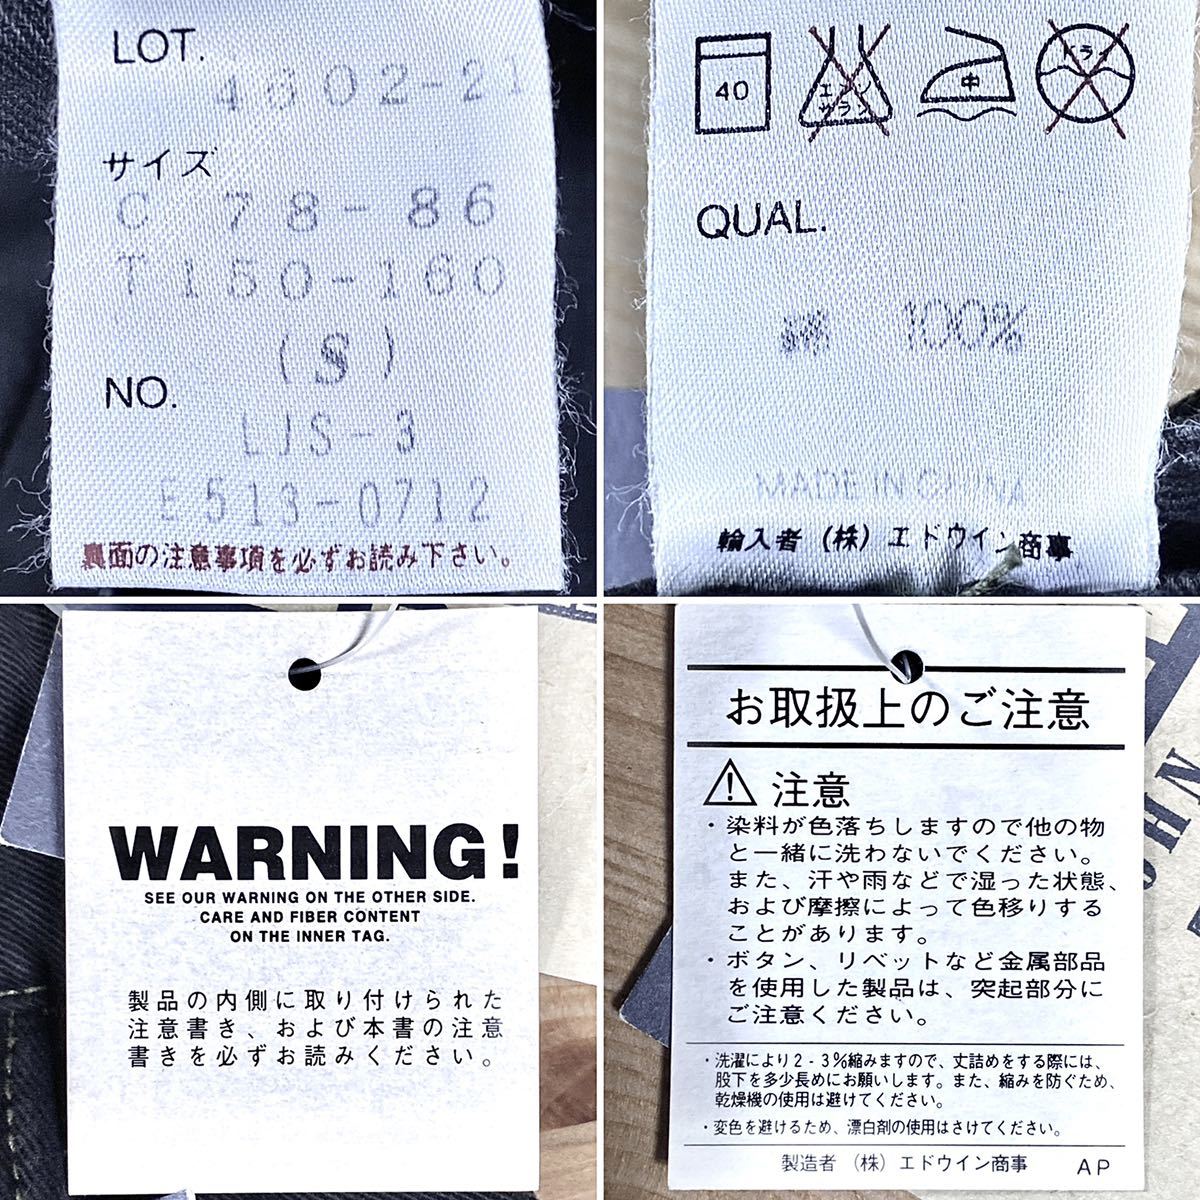 LOT.
4602-21
サイズ
C 78-86
T150-160
(S)
NO.
LJS-3
E513-0712
裏面の注意事項を必ずお読み下さい。
40
エンソ
サラシ
中
ドライ
QUAL.
綿 100%
MADE IN CHINA
輸入者 (株) エドウイン商事
WARNING!
SEE OUR WARNING ON THE OTHER SIDE.
CARE AND FIBER CONTENT
ON THE INNER TAG.
製品の内側に取り付けられた
注意書き、および本書の注意
書きを必ずお読みください。
お取扱上のご注意
注意
・染料が色落ちしますので他の物
と一緒に洗わないでください。
また、汗や雨などで湿った状態、
および摩擦によって色移りする
ことがあります。
・ボタン、リベットなど金属部品
を使用した製品は、突起部分に
ご注意ください。
・洗濯により2-3%縮みますので、丈詰めをする際には、
股下を多少長めにお願いします。また、縮みを防ぐため、
乾燥機の使用は避けてください。
・変色を避けるため、漂白剤の使用はさけてください。
製造者 (株) エドウイン商事 AP